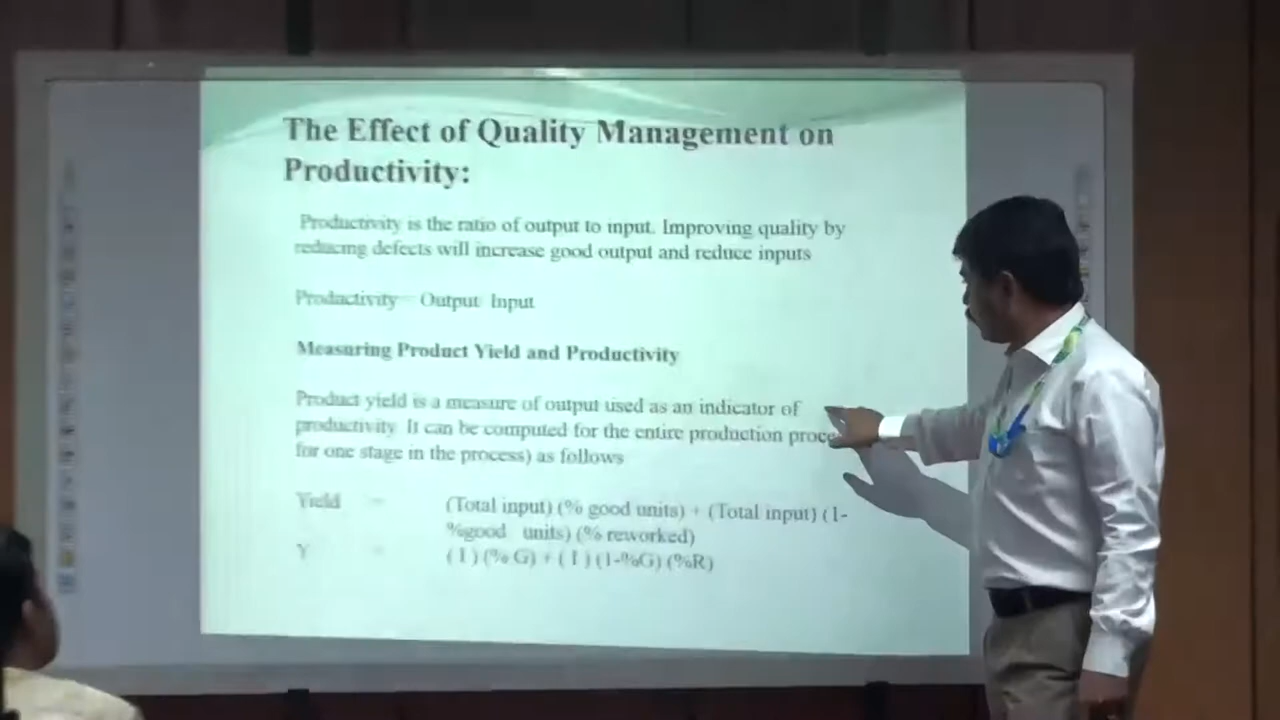 The Effect of Quality Management on
Productivity:
Productivity is the ratio of output to input. Improving quality by
reducing defects will increase good output and reduce inputs
Productivity Output Input
Measuring Product Yield and Productivity
Product yield is a measure of output used as an indicator of
productivity. It can be computed for the entire production proce
for one stage in the process) as follows
Yield = (Total input) (% good units) + (Total input) (1-
%good units) (% reworked)
Y = ( I ) (% G) + ( I ) (1-%G) (%R)